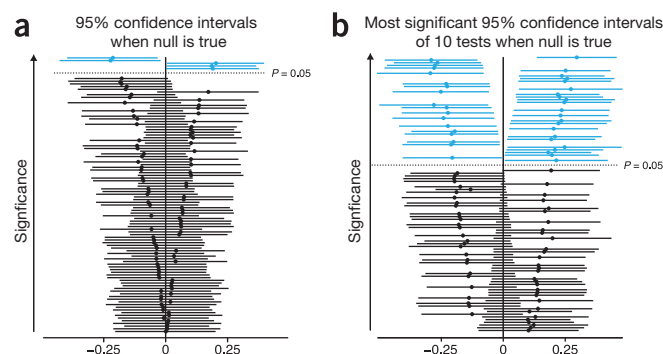 a
95% confidence intervals
when null is true
Significance
P = 0.05
−0.25
0
0.25
b
Most significant 95% confidence intervals
of 10 tests when null is true
Signficance
P = 0.05
−0.25
0
0.25